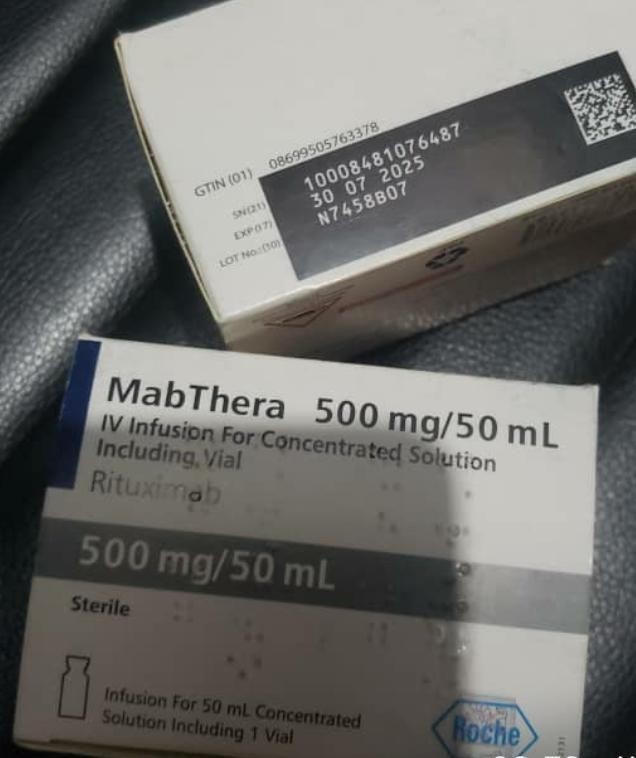 GTIN (01) 08699505763378
SN(21) 10008481076487
EXP(17) 30 07 2025
LOT No.:(10) N7458B07
MabThera 500 mg/50 mL
IV Infusion For Concentrated Solution
Including Vial
Rituximab
500 mg/50 mL
Sterile
Infusion For 50 mL Concentrated
Solution Including 1 Vial
Roche